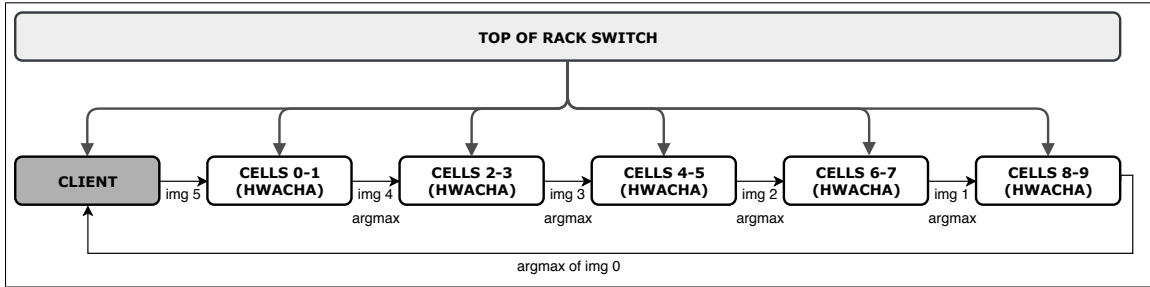 TOP OF RACK SWITCH
CLIENT
CELLS 0-1
(HWACHA)
CELLS 2-3
(HWACHA)
CELLS 4-5
(HWACHA)
CELLS 6-7
(HWACHA)
CELLS 8-9
(HWACHA)
img 5
img 4
argmax
img 3
argmax
img 2
argmax
img 1
argmax
argmax of img 0